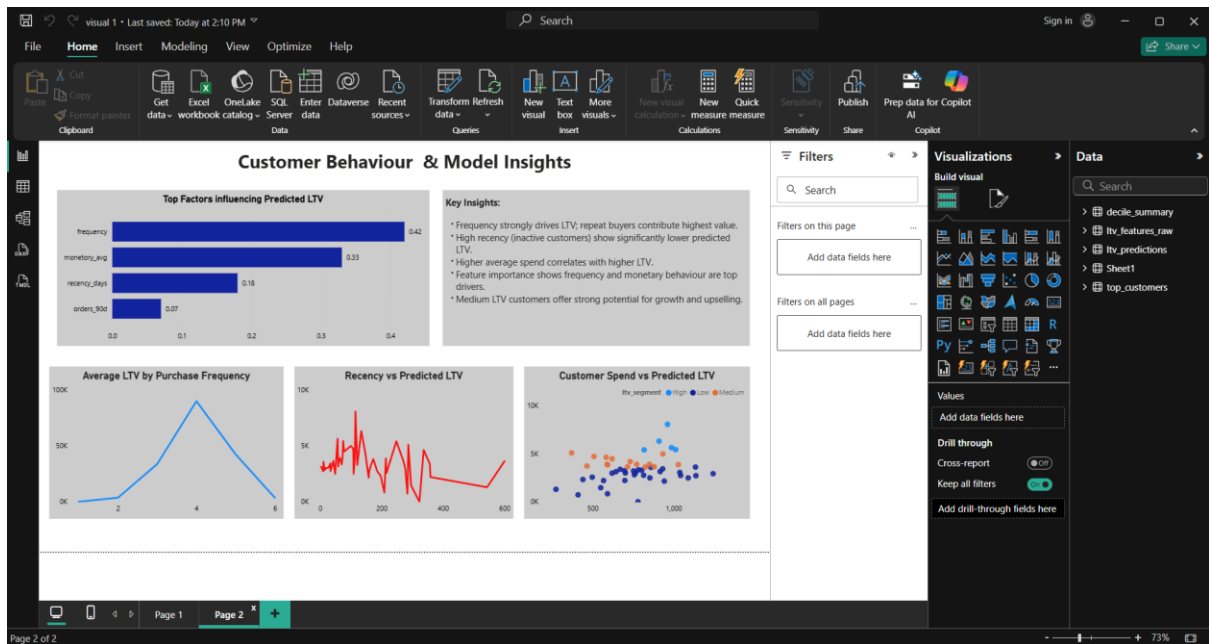 visual 1 • Last saved: Today at 2:10 PM
Search
Sign in
File Home Insert Modeling View Optimize Help
Share
Paste
Cut
Copy
Format painter
Clipboard
Get data
Excel workbook
OneLake catalog
SQL Server
Enter data
Dataverse
Recent sources
Data
Transform data
Refresh
Queries
New visual
Text box
More visuals
Insert
New visual calculation
New measure
Quick measure
Calculations
Sensitivity
Sensitivity
Publish
Share
Prep data for AI
Copilot
Copilot
Customer Behaviour & Model Insights
Top Factors influencing Predicted LTV
frequency 0.42
monetory_avg 0.33
recency_days 0.18
orders_90d 0.07
0.0 0.1 0.2 0.3 0.4
Key Insights:
• Frequency strongly drives LTV; repeat buyers contribute highest value.
• High recency (inactive customers) show significantly lower predicted
LTV.
• Higher average spend correlates with higher LTV.
• Feature importance shows frequency and monetary behaviour are top
drivers.
• Medium LTV customers offer strong potential for growth and upselling.
Average LTV by Purchase Frequency
100K
50K
0K
2 4 6
Recency vs Predicted LTV
10K
5K
0K
0 200 400 600
Customer Spend vs Predicted LTV
ltv_segment High Low Medium
10K
5K
0K
500 1,000
Filters
Search
Filters on this page ...
Add data fields here
Filters on all pages ...
Add data fields here
Visualizations
Build visual
R
Py
...
Values
Add data fields here
Drill through
Cross-report Off
Keep all filters On
Add drill-through fields here
Data
Search
decile_summary
ltv_features_raw
ltv_predictions
Sheet1
top_customers
Page 1
Page 2
Page 2 of 2
73%